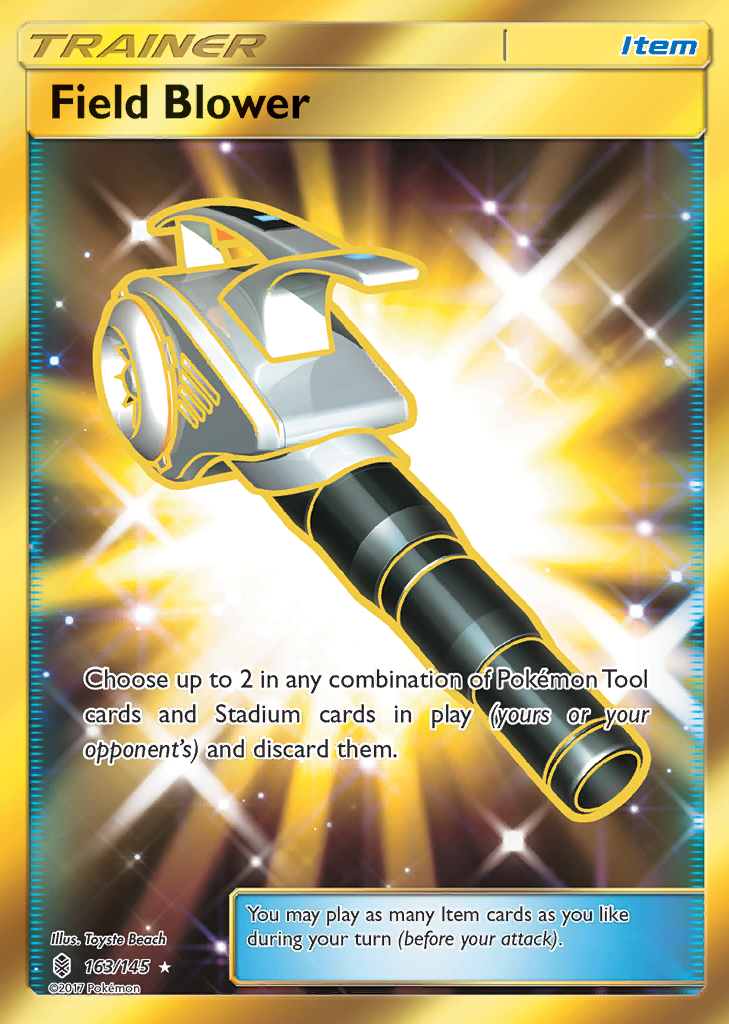 TRAINER
Item
Field Blower
Choose up to 2 in any combination of Pokémon Tool
cards and Stadium cards in play (yours or your
opponent's) and discard them.
You may play as many Item cards as you like
during your turn (before your attack).
Illus. Toyste Beach
163/145 ★
©2017 Pokémon